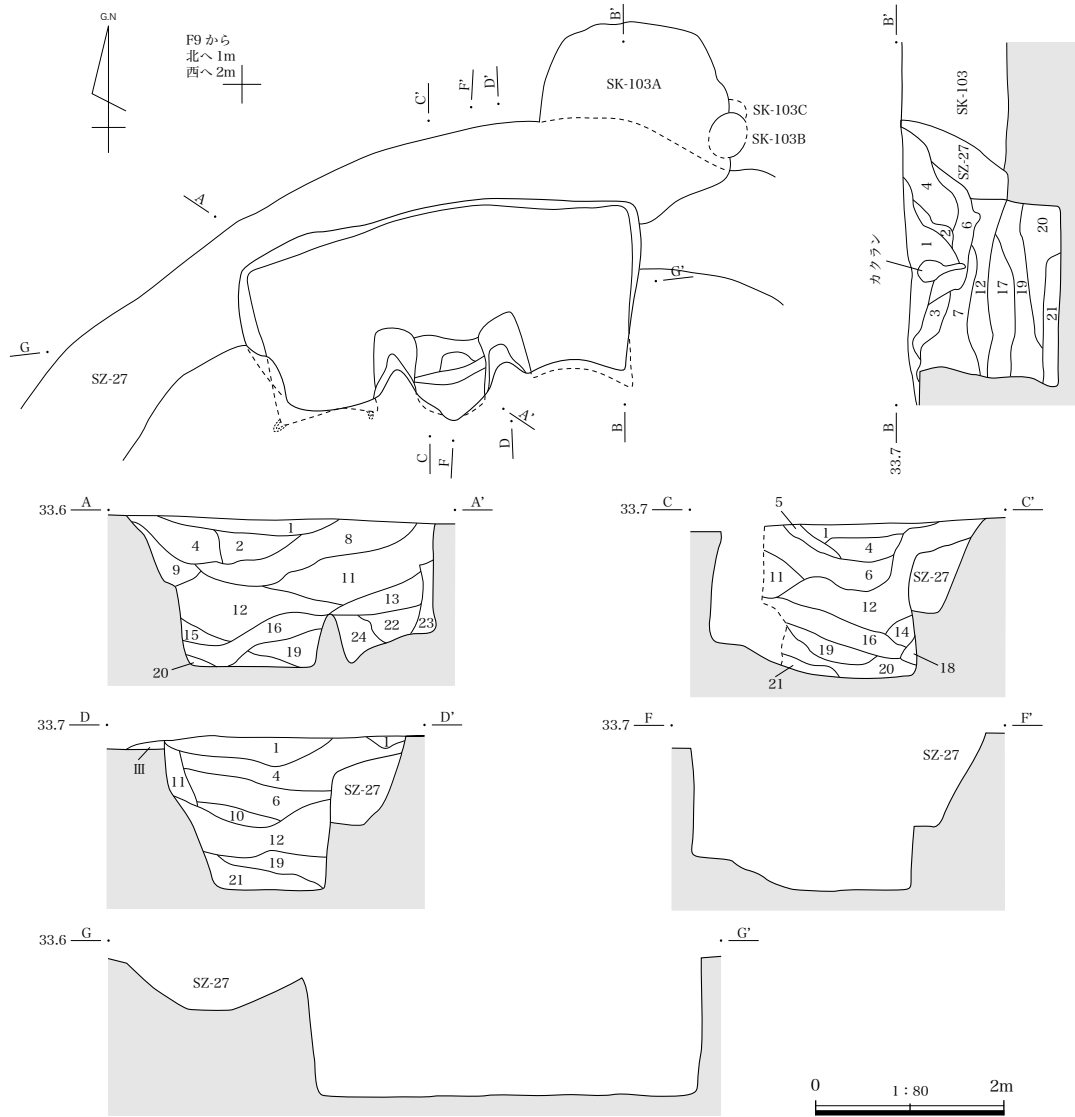 G.N
F9 から
北へ 1m
西へ 2m
B'
SK-103A
SK-103C
SK-103B
C'
F'
D'
A
G'
G
SZ-27
A'
B
D
C
F
B'
SK-103
SZ-27
4
2
6
1
カクラン
3
7
12
17
19
20
21
B
33.7
33.6 A A'
1
4 2 8
9
11
12 13
15 16 22 23
24
19
20
33.7 C C'
5
1
4
11 6 SZ-27
12
16 14
19 20 18
21
33.7 D D'
III
1 1
4
11 6 SZ-27
10
12
19
21
33.7 F F'
SZ-27
33.6 G G'
SZ-27
0 1：80 2m